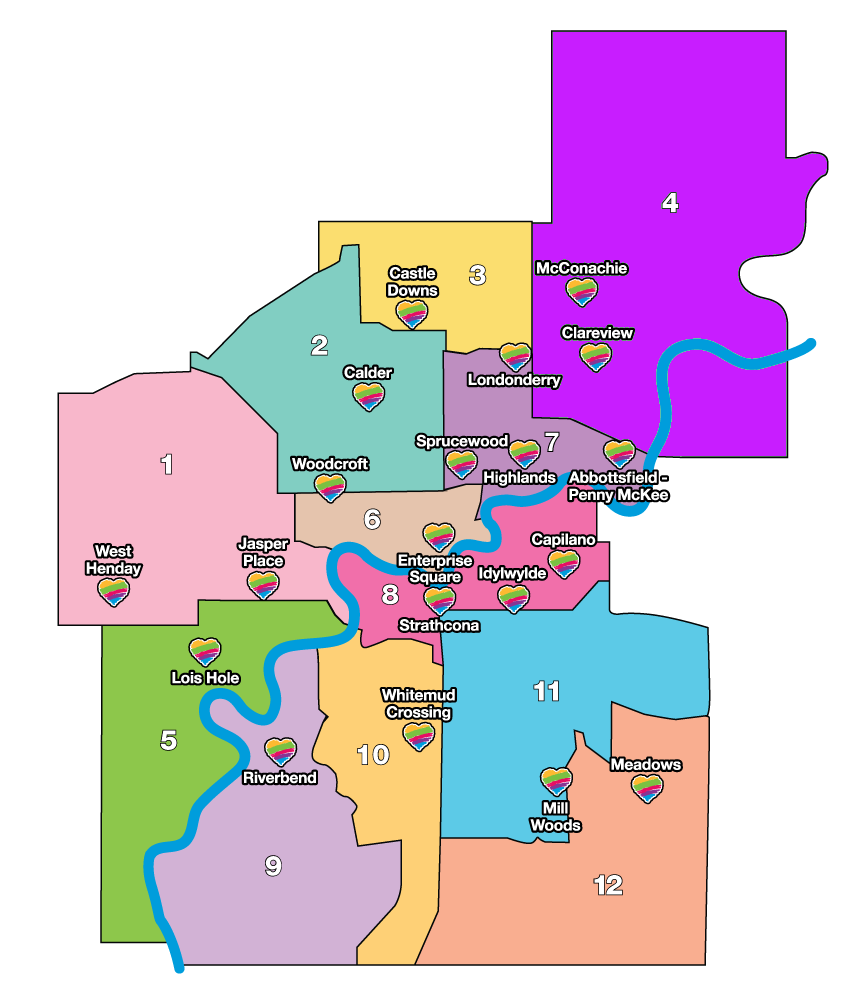 4
McConachie
Castle
Downs
3
Clareview
2
Calder
Londonderry
1
Sprucewood
7
Highlands
Abbottsfield -
Penny McKee
Woodcroft
6
West
Henday
Jasper
Place
Enterprise
Square
Capilano
Idylwylde
8
Strathcona
Lois Hole
11
Whitemud
Crossing
5
10
Riverbend
Meadows
Mill
Woods
9
12